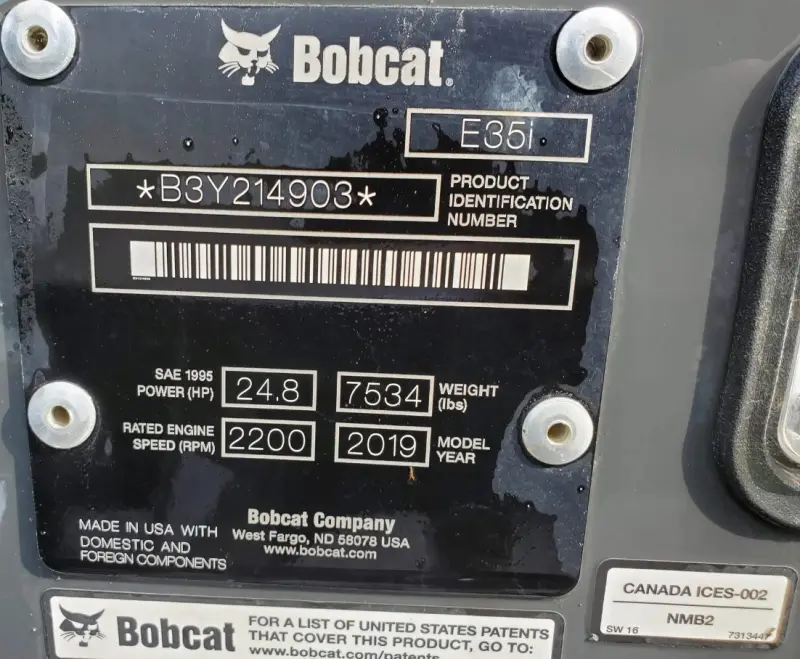 Bobcat®
E35i
*B3Y214903*
PRODUCT
IDENTIFICATION
NUMBER
SAE 1995
POWER (HP)
24.8
7534
WEIGHT
(lbs)
RATED ENGINE
SPEED (RPM)
2200
2019
MODEL
YEAR
MADE IN USA WITH
DOMESTIC AND
FOREIGN COMPONENTS
Bobcat Company
West Fargo, ND 58078 USA
www.bobcat.com
CANADA ICES-002
NMB2
SW 16
7313447
Bobcat
FOR A LIST OF UNITED STATES PATENTS
THAT COVER THIS PRODUCT, GO TO:
www.bobcat.com/patents